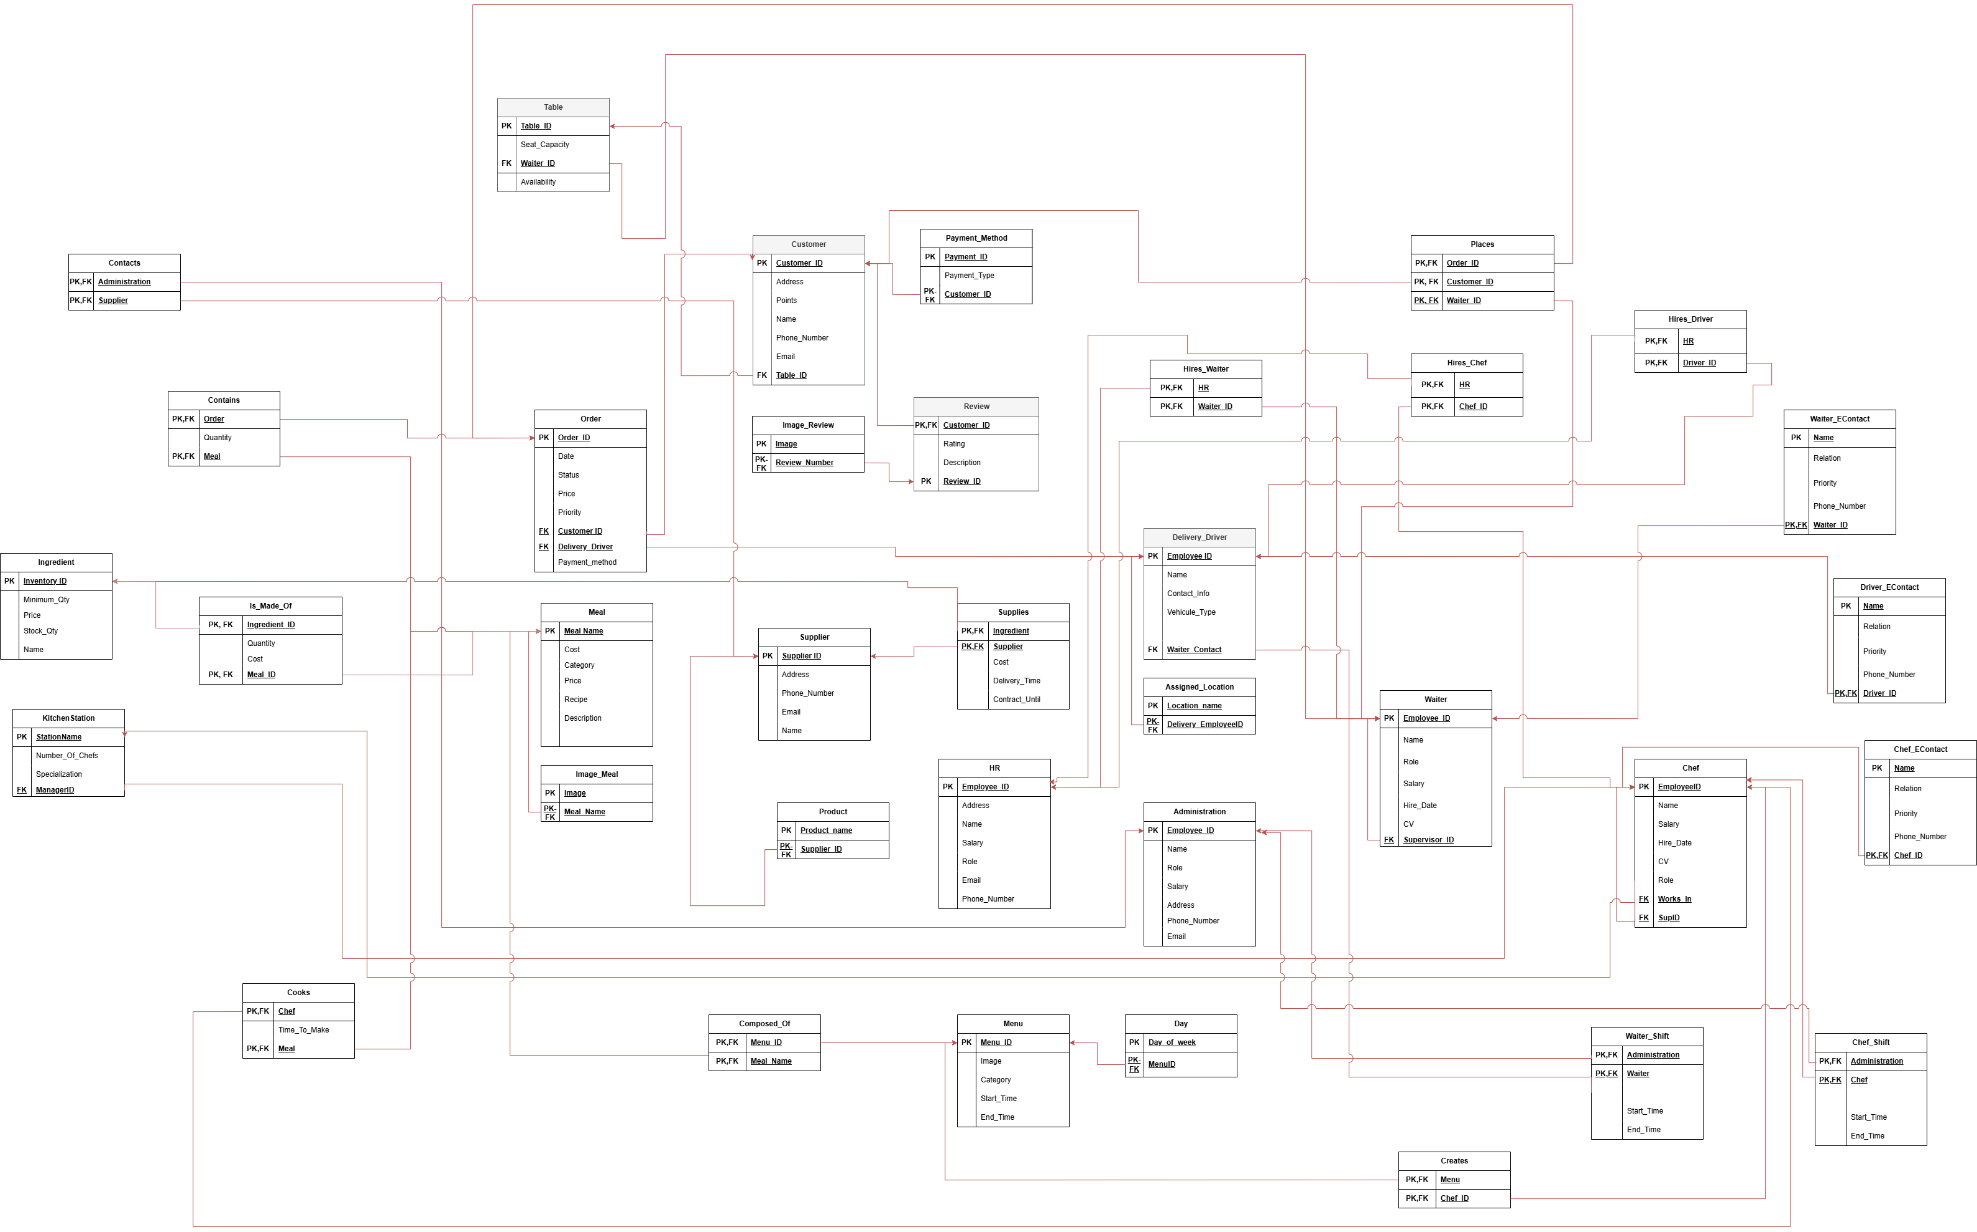 Table
PK Table_ID
Seat_Capacity
FK Waiter_ID
Availability
Customer
PK Customer_ID
Address
Points
Name
Phone_Number
Email
FK Table_ID
Payment_Method
PK Payment_ID
Payment_Type
PK-FK Customer_ID
Places
PK,FK Order_ID
PK, FK Customer_ID
PK, FK Waiter_ID
Contacts
PK,FK Administration
PK,FK Supplier
Hires_Driver
PK,FK HR
PK,FK Driver_ID
Hires_Waiter
PK,FK HR
PK,FK Waiter_ID
Hires_Chef
PK,FK HR
PK,FK Chef_ID
Contains
PK,FK Order
Quantity
PK,FK Meal
Order
PK Order_ID
Date
Status
Price
Priority
FK Customer ID
FK Delivery_Driver
Payment_method
Image_Review
PK Image
PK-FK Review_Number
Review
PK,FK Customer_ID
Rating
Description
PK Review_ID
Waiter_EContact
PK Name
Relation
Priority
Phone_Number
PK,FK Waiter_ID
Delivery_Driver
PK Employee ID
Name
Contact_Info
Vehicule_Type
FK Waiter_Contact
Ingredient
PK Inventory ID
Minimum_Qty
Price
Stock_Qty
Name
Is_Made_Of
PK, FK Ingredient_ID
Quantity
Cost
PK, FK Meal_ID
Meal
PK Meal Name
Cost
Category
Price
Recipe
Description
Supplier
PK Supplier ID
Address
Phone_Number
Email
Name
Supplies
PK,FK Ingredient
PK,FK Supplier
Cost
Delivery_Time
Contract_Until
Driver_EContact
PK Name
Relation
Priority
Phone_Number
PK,FK Driver_ID
Assigned_Location
PK Location_name
PK-FK Delivery_EmployeeID
Waiter
PK Employee_ID
Name
Role
Salary
Hire_Date
CV
FK Supervisor_ID
KitchenStation
PK StationName
Number_Of_Chefs
Specialization
FK ManagerID
Image_Meal
PK Image
PK-FK Meal_Name
Product
PK Product_name
PK-FK Supplier_ID
HR
PK Employee_ID
Address
Name
Salary
Role
Email
Phone_Number
Administration
PK Employee_ID
Name
Role
Salary
Address
Phone_Number
Email
Chef
PK EmployeeID
Name
Salary
Hire_Date
CV
Role
FK Works_In
FK SupID
Chef_EContact
PK Name
Relation
Priority
Phone_Number
PK,FK Chef_ID
Cooks
PK,FK Chef
Time_To_Make
PK,FK Meal
Composed_Of
PK,FK Menu_ID
PK,FK Meal_Name
Menu
PK Menu_ID
Image
Category
Start_Time
End_Time
Day
PK Day_of_week
PK-FK MenuID
Waiter_Shift
PK,FK Administration
PK,FK Waiter
Start_Time
End_Time
Chef_Shift
PK,FK Administration
PK,FK Chef
Start_Time
End_Time
Creates
PK,FK Menu
PK,FK Chef_ID